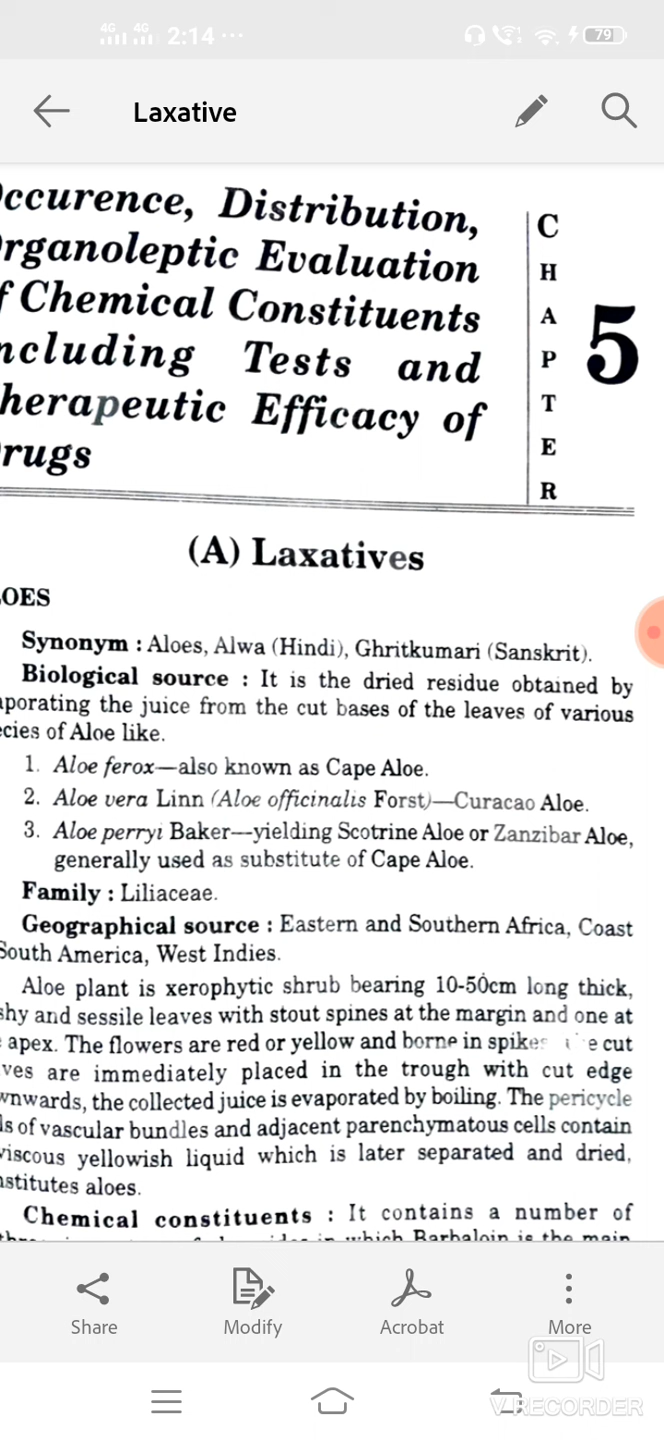 4G 4G 2:14 ... 79
Laxative
ccurence, Distribution,
rganoleptic Evaluation
f Chemical Constituents
ncluding Tests and
herapeutic Efficacy of
rugs
CHAPTER
5
(A) Laxatives
OES
Synonym : Aloes, Alwa (Hindi), Ghritkumari (Sanskrit).
Biological source : It is the dried residue obtained by
aporating the juice from the cut bases of the leaves of various
ecies of Aloe like.
1. Aloe ferox—also known as Cape Aloe.
2. Aloe vera Linn (Aloe officinalis Forst)—Curacao Aloe.
3. Aloe perryi Baker—yielding Scotrine Aloe or Zanzibar Aloe,
generally used as substitute of Cape Aloe.
Family : Liliaceae.
Geographical source : Eastern and Southern Africa, Coast
South America, West Indies.
Aloe plant is xerophytic shrub bearing 10-50cm long thick,
shy and sessile leaves with stout spines at the margin and one at
apex. The flowers are red or yellow and borne in spikes cut
ves are immediately placed in the trough with cut edge
wnwards, the collected juice is evaporated by boiling. The pericycle
ls of vascular bundles and adjacent parenchymatous cells contain
viscous yellowish liquid which is later separated and dried,
nstitutes aloes.
Chemical constituents : It contains a number of
in which Barbaloin is the main
Share Modify Acrobat More
V RECORDER